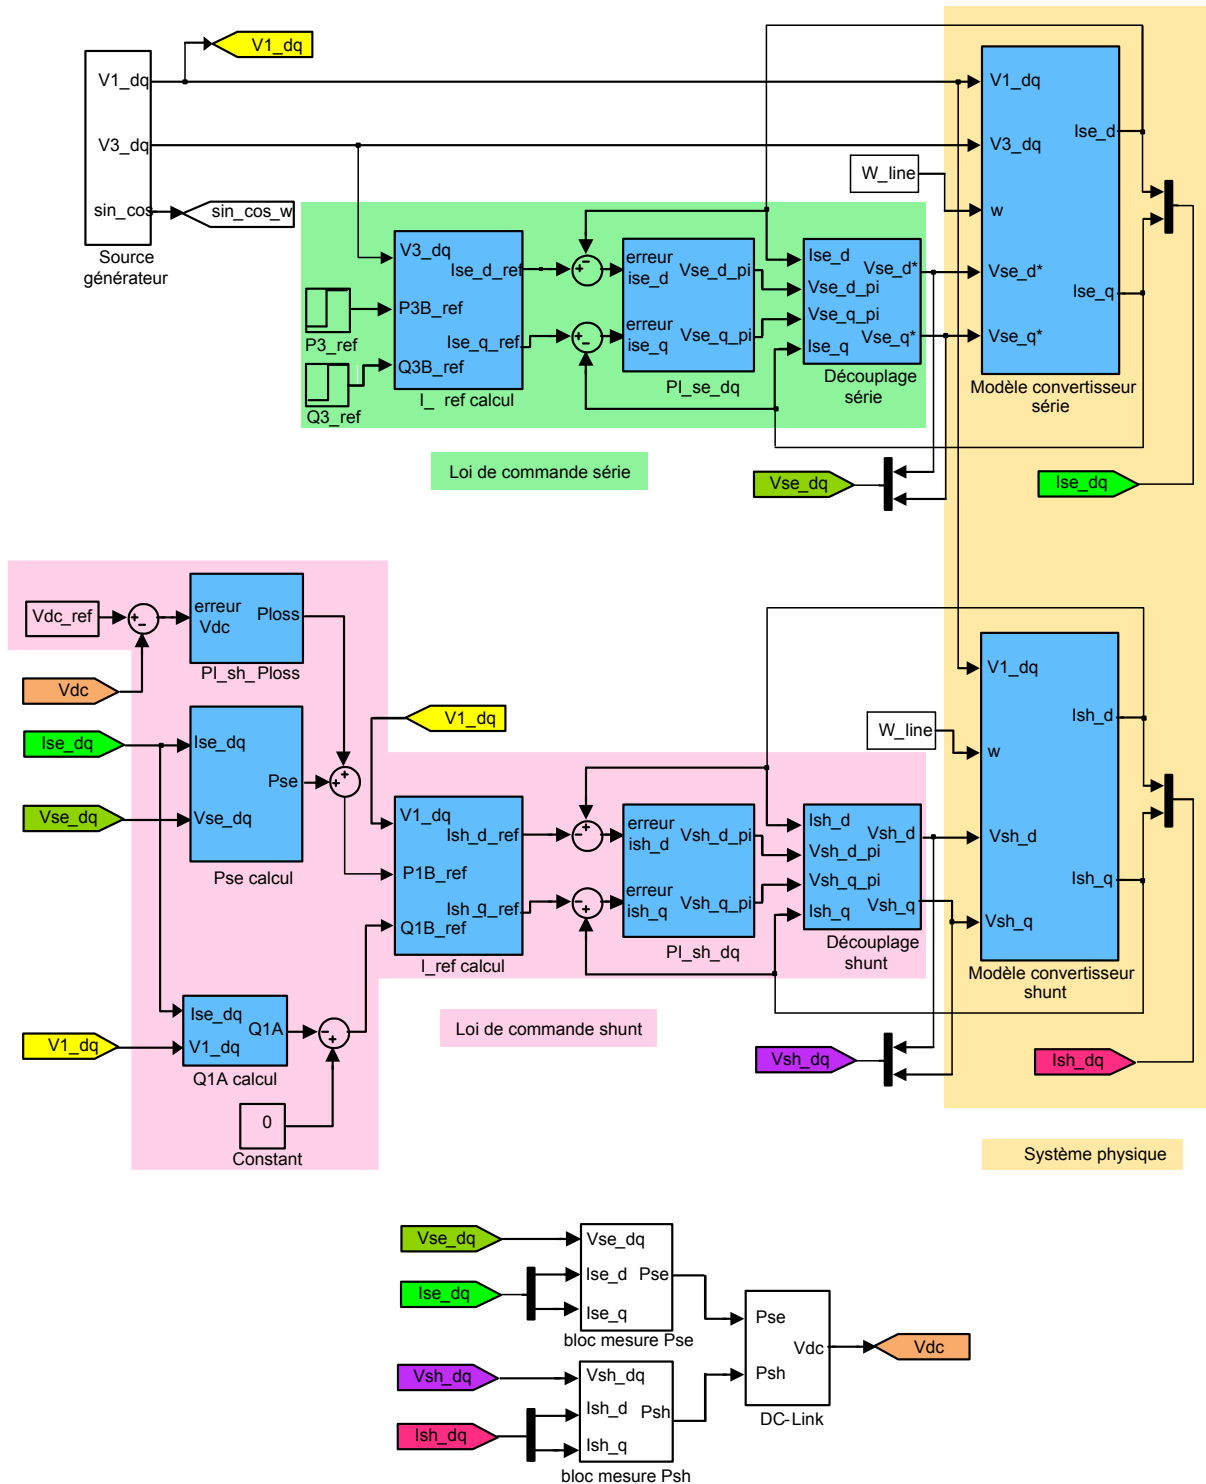 V1_dq
V1_dq
V3_dq
sin_cos
Source
générateur
sin_cos_w
W_line
V1_dq
V3_dq
w
Vse_d*
Vse_q*
Ise_d
Ise_q
Modèle convertisseur
série
V3_dq
P3B_ref
Q3B_ref
Ise_d_ref
Ise_q_ref
I_ ref calcul
P3_ref
Q3_ref
+
-
+
-
erreur
ise_d
erreur
ise_q
Vse_d_pi
Vse_q_pi
PI_se_dq
Ise_d
Vse_d_pi
Vse_q_pi
Ise_q
Vse_d*
Vse_q*
Découplage
série
Loi de commande série
Vse_dq
Ise_dq
Vdc_ref
+
-
erreur
Vdc
Ploss
PI_sh_Ploss
Vdc
Ise_dq
Vse_dq
Ise_dq
Vse_dq
Pse
Pse calcul
+
+
V1_dq
W_line
V1_dq
w
Vsh_d
Vsh_q
Ish_d
Ish_q
Modèle convertisseur
shunt
V1_dq
P1B_ref
Q1B_ref
Ish_d_ref
Ish_q_ref
I_ref calcul
-
+
-
+
erreur
ish_d
erreur
ish_q
Vsh_d_pi
Vsh_q_pi
PI_sh_dq
Ish_d
Vsh_d_pi
Vsh_q_pi
Ish_q
Vsh_d
Vsh_q
Découplage
shunt
V1_dq
Ise_dq
V1_dq
Q1A
Q1A calcul
-
+
0
Constant
Loi de commande shunt
Vsh_dq
Ish_dq
Système physique
Vse_dq
Ise_dq
Vse_dq
Ise_d
Ise_q
Pse
bloc mesure Pse
Vsh_dq
Ish_dq
Vsh_dq
Ish_d
Ish_q
Psh
bloc mesure Psh
Pse
Psh
Vdc
DC-Link
Vdc